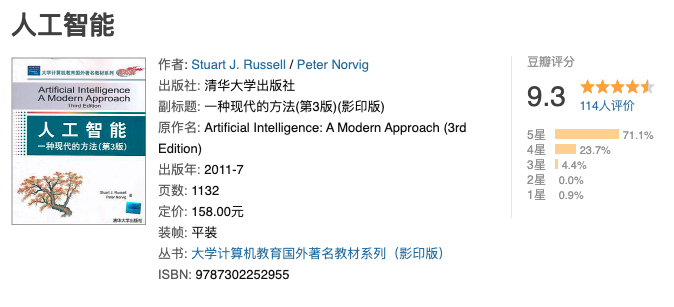 人工智能
大学计算机教育国外著名教材系列
Artificial Intelligence
A Modern Approach
Third Edition
人工智能
一种现代的方法(第3版)
Stuart J. Russell
Peter Norvig
著
清华大学出版社
作者: Stuart J. Russell / Peter Norvig
出版社: 清华大学出版社
副标题: 一种现代的方法(第3版)(影印版)
原作名: Artificial Intelligence: A Modern Approach (3rd
Edition)
出版年: 2011-7
页数: 1132
定价: 158.00元
装帧: 平装
丛书: 大学计算机教育国外著名教材系列（影印版）
ISBN: 9787302252955
豆瓣评分
9.3
114人评价
5星 71.1%
4星 23.7%
3星 4.4%
2星 0.0%
1星 0.9%